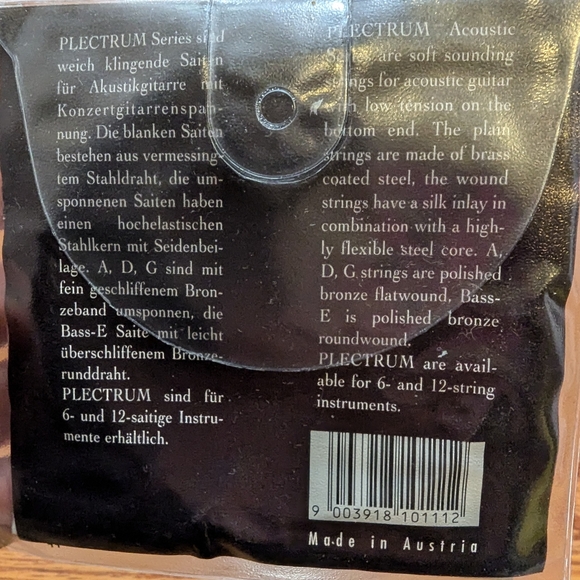 PLECTRUM Series sind
weich klingende Saiten
für Akustikgitarre mit
Konzertgitarrenspan-
nung. Die blanken Saiten
bestehen aus vermessing-
tem Stahldraht, die um-
sponnenen Saiten haben
einen hochelastischen
Stahlkern mit Seidenbei-
lage. A, D, G sind mit
fein geschliffenem Bron-
zeband umsponnen, die
Bass-E Saite mit leicht
überschliffenem Bronze-
runddraht.
PLECTRUM sind für
6- und 12-saitige Instru-
mente erhältlich.
PLECTRUM Acoustic
Series are soft sounding
strings for acoustic guitar
with low tension on the
bottom end. The plain
strings are made of brass
coated steel, the wound
strings have a silk inlay in
combination with a high-
ly flexible steel core. A,
D, G strings are polished
bronze flatwound, Bass-
E is polished bronze
roundwound.
PLECTRUM are avail-
able for 6- and 12-string
instruments.
9 003918 101112
Made in Austria